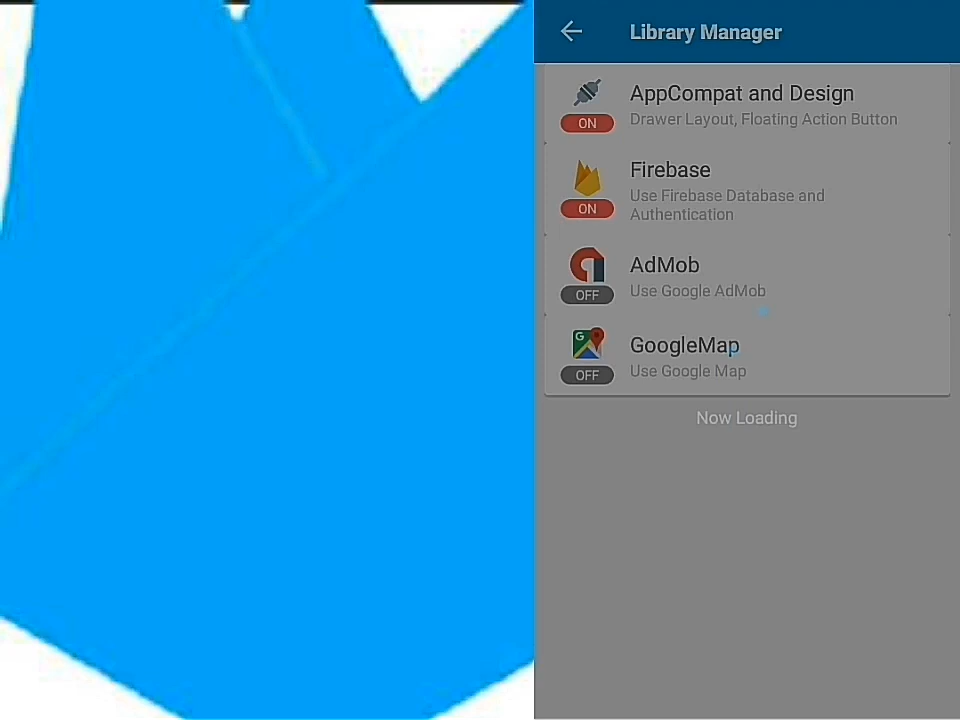 Library Manager
AppCompat and Design
ON
Drawer Layout, Floating Action Button
Firebase
Use Firebase Database and
ON
Authentication
AdMob
Use Google AdMob
OFF
G
GoogleMap
Use Google Map
OFF
Now Loading